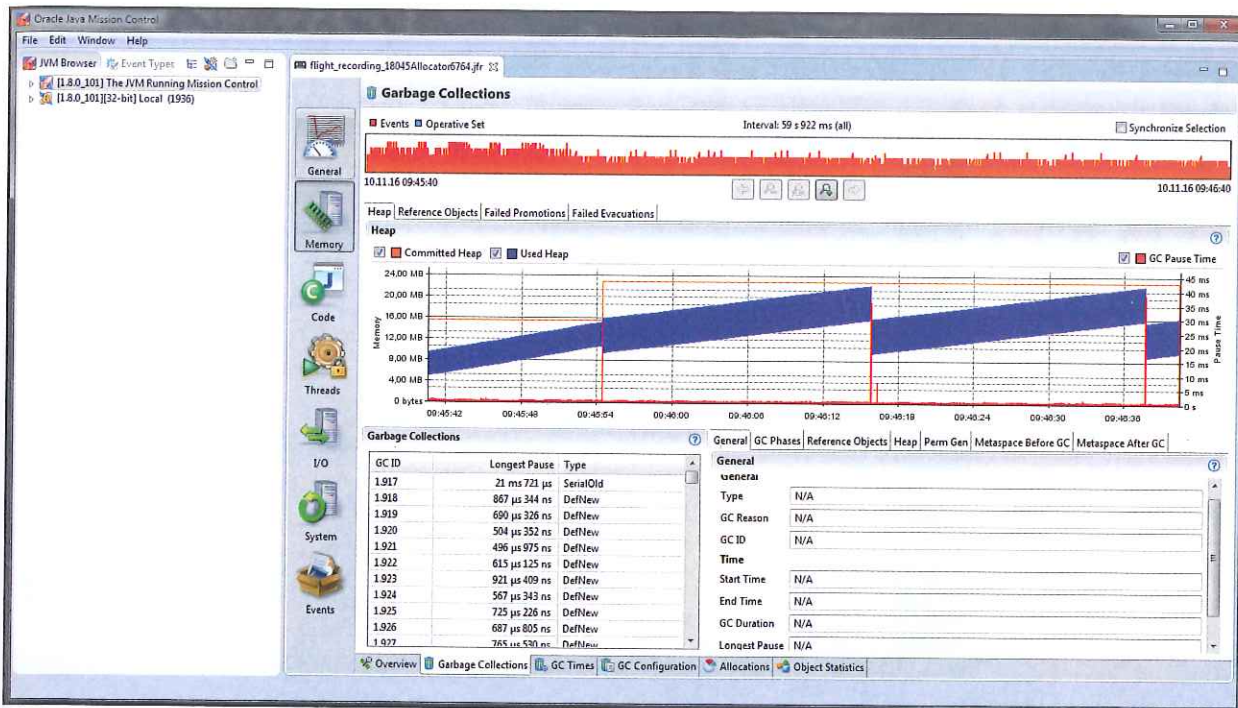 Oracle Java Mission Control
File Edit Window Help
JVM Browser Event Types
[1.8.0_101] The JVM Running Mission Control
[1.8.0_101][32-bit] Local (1936)
flight_recording_18045Allocator6764.jfr
Garbage Collections
Events Operative Set Interval: 59 s 922 ms (all) Synchronize Selection
10.11.16 09:45:40 10.11.16 09:46:40
General
Memory
Code
Threads
I/O
System
Events
Heap Reference Objects Failed Promotions Failed Evacuations
Heap
Committed Heap Used Heap GC Pause Time
Memory
24,00 MB
20,00 MB
16,00 MB
12,00 MB
8,00 MB
4,00 MB
0 bytes
45 ms
40 ms
35 ms
30 ms
25 ms
20 ms
15 ms
10 ms
5 ms
0 s
Pause Time
09:45:42 09:45:48 09:45:54 09:46:00 09:46:06 09:46:12 09:46:18 09:46:24 09:46:30 09:46:36
Garbage Collections
GC ID Longest Pause Type
1.917 21 ms 721 µs SerialOld
1.918 867 µs 344 ns DefNew
1.919 690 µs 326 ns DefNew
1.920 504 µs 352 ns DefNew
1.921 496 µs 975 ns DefNew
1.922 615 µs 125 ns DefNew
1.923 921 µs 409 ns DefNew
1.924 567 µs 343 ns DefNew
1.925 725 µs 226 ns DefNew
1.926 687 µs 805 ns DefNew
1.927 765 µs 530 ns DefNew
General GC Phases Reference Objects Heap Perm Gen Metaspace Before GC Metaspace After GC
General
General
Type N/A
GC Reason N/A
GC ID N/A
Time
Start Time N/A
End Time N/A
GC Duration N/A
Longest Pause N/A
Overview Garbage Collections GC Times GC Configuration Allocations Object Statistics